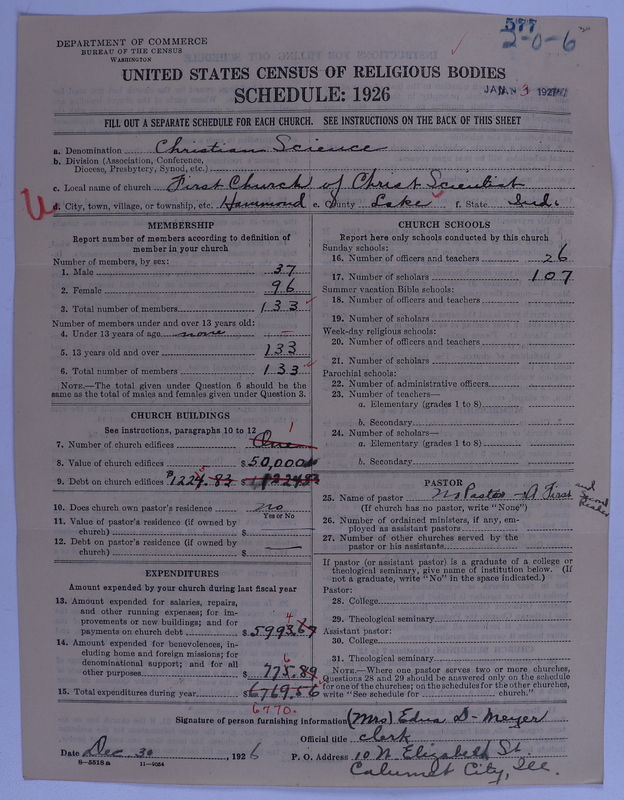 577
2-0-6
DEPARTMENT OF COMMERCE
BUREAU OF THE CENSUS
WASHINGTON
UNITED STATES CENSUS OF RELIGIOUS BODIES
SCHEDULE: 1926
JAN 3 1927
FILL OUT A SEPARATE SCHEDULE FOR EACH CHURCH. SEE INSTRUCTIONS ON THE BACK OF THIS SHEET
a. Denomination Christian Science
b. Division (Association, Conference, Diocese, Presbytery, Synod, etc.)
c. Local name of church First Church of Christ Scientist
d. City, town, village, or township, etc. Hammond e. County Lake f. State Ind.
MEMBERSHIP
Report number of members according to definition of
member in your church
Number of members, by sex:
1. Male 37
2. Female 96
3. Total number of members 133
Number of members under and over 13 years old:
4. Under 13 years of age none —
5. 13 years old and over 133
6. Total number of members 133
NOTE.—The total given under Question 6 should be the
same as the total of males and females given under Question 3.
CHURCH BUILDINGS
See instructions, paragraphs 10 to 12
1
7. Number of church edifices One
8. Value of church edifices $50,000
9. Debt on church edifices $1224.83
10. Does church own pastor's residence no
Yes or No
11. Value of pastor's residence (if owned by
church) $
12. Debt on pastor's residence (if owned by
church) $ —
EXPENDITURES
Amount expended by your church during last fiscal year
13. Amount expended for salaries, repairs,
and other running expenses; for im-
provements or new buildings; and for
payments on church debt $5993.67
4
14. Amount expended for benevolences, in-
cluding home and foreign missions; for
denominational support; and for all
other purposes $775.89
6
15. Total expenditures during year $6769.56
6770.
CHURCH SCHOOLS
Report here only schools conducted by this church
Sunday schools:
16. Number of officers and teachers 26
17. Number of scholars 107
Summer vacation Bible schools:
18. Number of officers and teachers
19. Number of scholars
Week-day religious schools:
20. Number of officers and teachers
21. Number of scholars
Parochial schools:
22. Number of administrative officers
23. Number of teachers—
a. Elementary (grades 1 to 8)
b. Secondary
24. Number of scholars—
a. Elementary (grades 1 to 8)
b. Secondary
PASTOR
25. Name of pastor No Pastor - A First and Second Reader
(If church has no pastor, write "None")
26. Number of ordained ministers, if any, em-
ployed as assistant pastors
27. Number of other churches served by the
pastor or his assistants
If pastor (or assistant pastor) is a graduate of a college or
theological seminary, give name of institution below. (If
not a graduate, write "No" in the space indicated.)
Pastor:
28. College
29. Theological seminary
Assistant pastor:
30. College
31. Theological seminary
NOTE.—Where one pastor serves two or more churches,
Questions 28 and 29 should be answered only on the schedule
for one of the churches; on the schedules for the other churches,
write "See schedule for church."
Signature of person furnishing information (Mrs) Edna D. Meyer
Official title clerk
Date Dec 30, 1926 P. O. Address 10 N Elizabeth St.
8-5518a 11-9054
Calumet City, Ill.